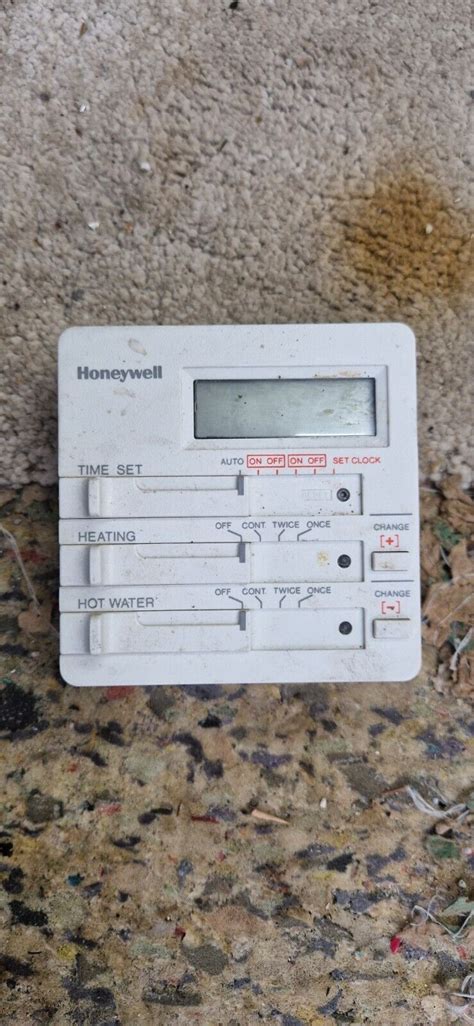 Honeywell
AUTO ON OFF ON OFF SET CLOCK
TIME SET
OFF CONT. TWICE ONCE
HEATING
CHANGE
[+]
OFF CONT. TWICE ONCE
HOT WATER
CHANGE
[-]